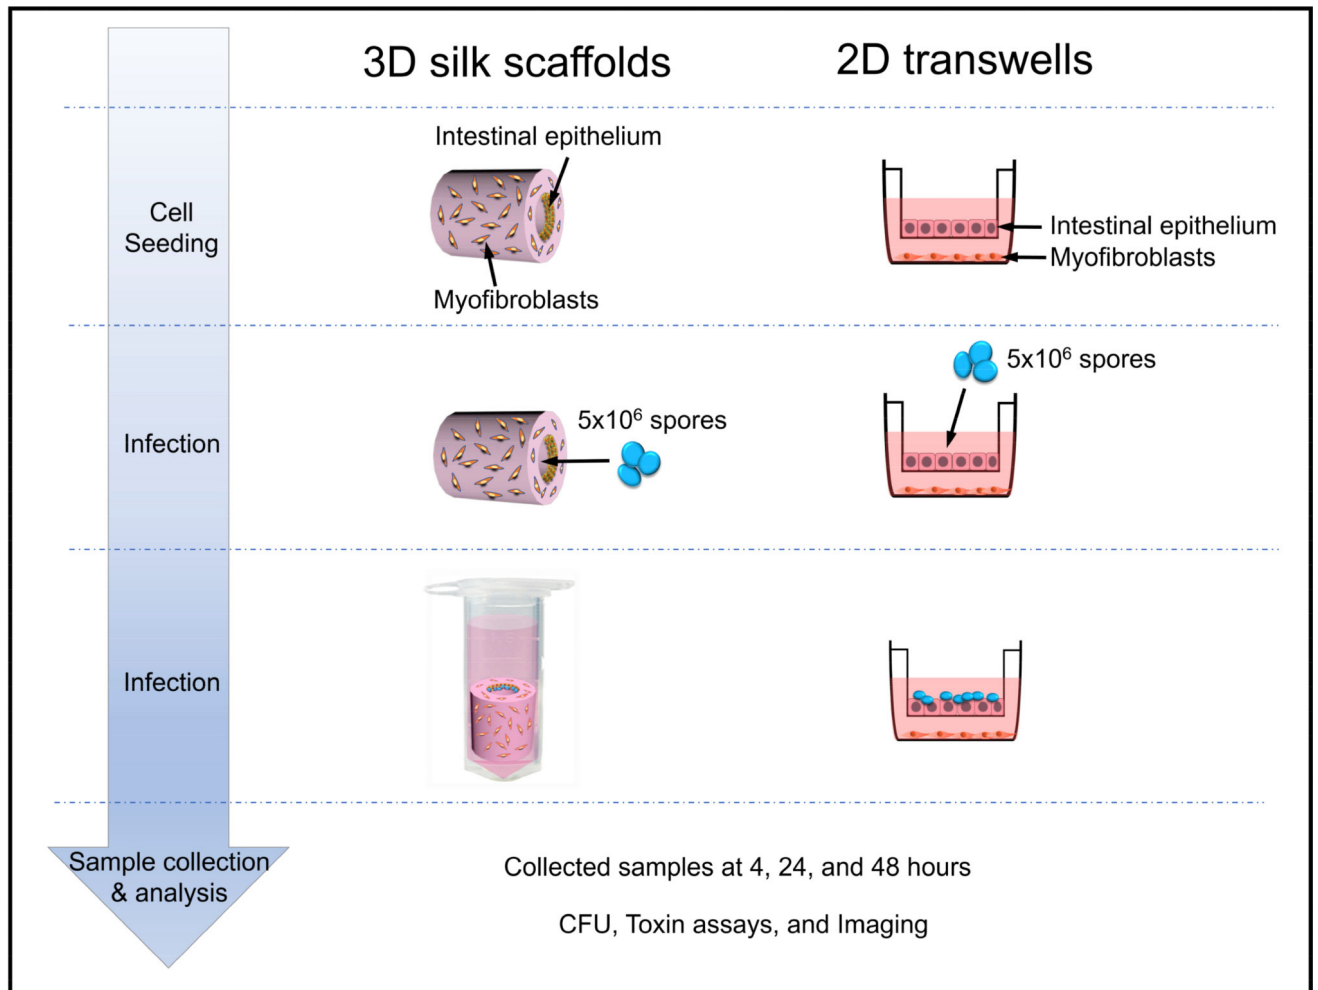 3D silk scaffolds
2D transwells
Cell
Seeding
Intestinal epithelium
Myofibroblasts
Intestinal epithelium
Myofibroblasts
Infection
5x10⁶ spores
5x10⁶ spores
Infection
Sample collection
& analysis
Collected samples at 4, 24, and 48 hours
CFU, Toxin assays, and Imaging